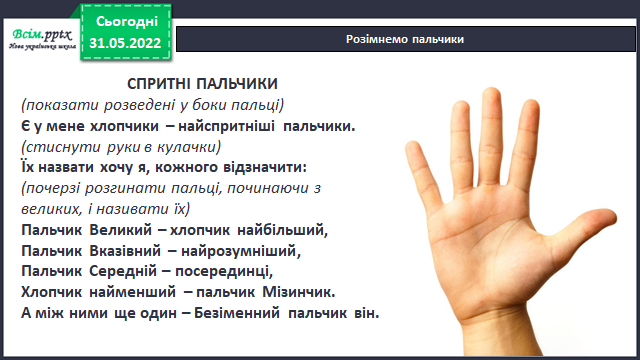 Всім.pptx
Нова українська школа
Сьогодні
31.05.2022
Розімнемо пальчики
СПРИТНІ ПАЛЬЧИКИ
(показати розведені у боки пальці)
Є у мене хлопчики – найспритніші пальчики.
(стиснути руки в кулачки)
Їх назвати хочу я, кожного відзначити:
(почерзі розгинати пальці, починаючи з
великих, і називати їх)
Пальчик Великий – хлопчик найбільший,
Пальчик Вказівний – найрозумніший,
Пальчик Середній – посерединці,
Хлопчик найменший – пальчик Мізинчик.
А між ними ще один – Безіменний пальчик він.